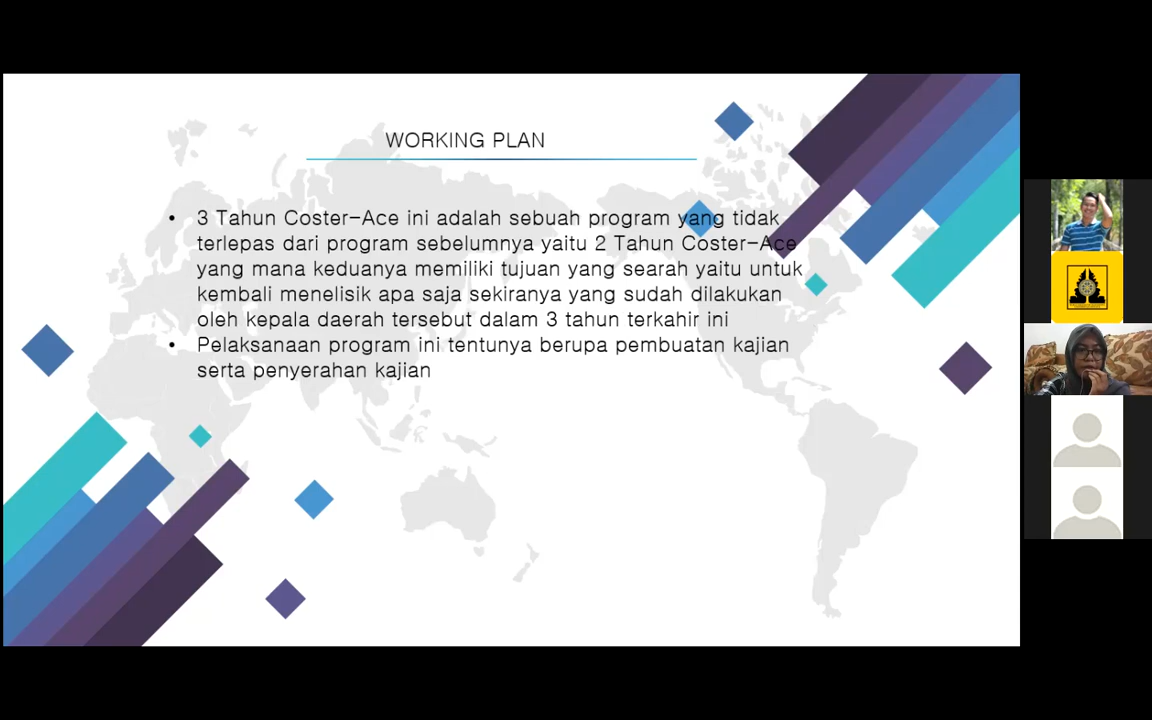 WORKING PLAN
• 3 Tahun Coster-Ace ini adalah sebuah program yang tidak
terlepas dari program sebelumnya yaitu 2 Tahun Coster-Ace
yang mana keduanya memiliki tujuan yang searah yaitu untuk
kembali menelisik apa saja sekiranya yang sudah dilakukan
oleh kepala daerah tersebut dalam 3 tahun terkahir ini
• Pelaksanaan program ini tentunya berupa pembuatan kajian
serta penyerahan kajian